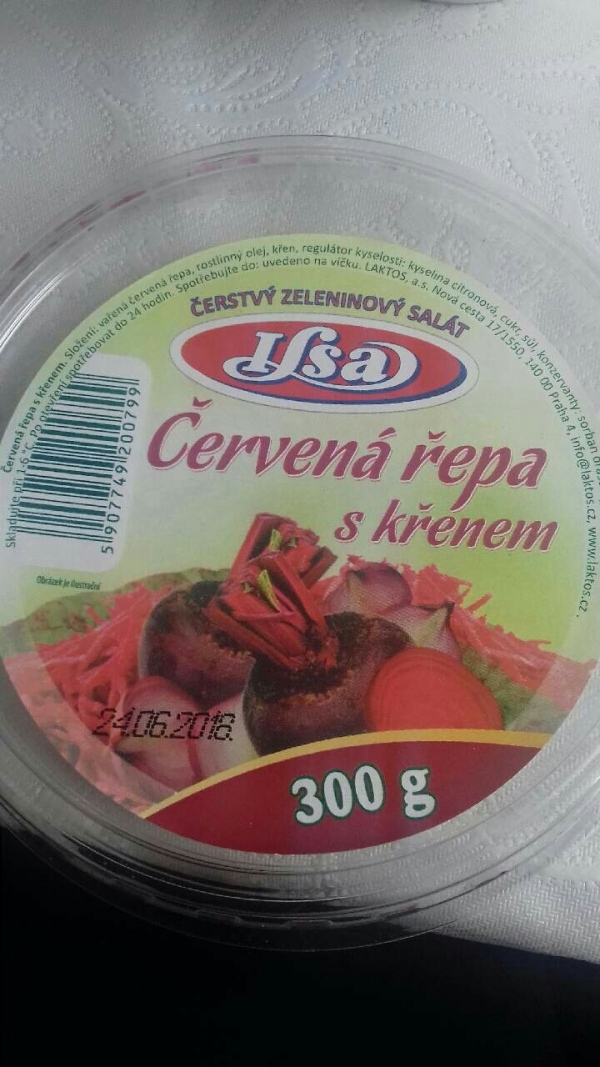 Červená řepa s křenem. Složení: vařená červená řepa, rostlinný olej, křen, regulátor kyselosti: kyselina citronová, cukr, sůl, konzervanty: sorban
Skladujte při 1-6 °C. Po otevření spotřebovat do 24 hodin. Spotřebujte do: uvedeno na víčku. LAKTOS, a.s. Nová cesta 17/1550, 140 00 Praha 4, info@laktos.cz, www.laktos.cz.
ČERSTVÝ ZELENINOVÝ SALÁT
Ilsa
Červená řepa
s křenem
5 907749 200799
Obrázek je ilustrační
24.06.2018.
300 g